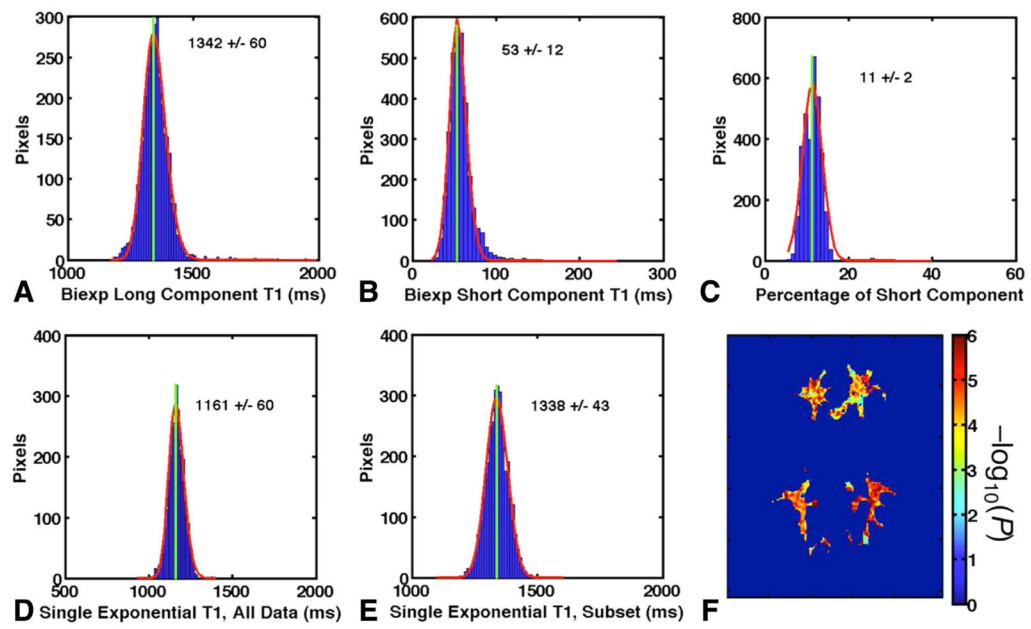 300
250
200
150
100
50
0
Pixels
1342 +/- 60
1000
1500
2000
A
Biexp Long Component T1 (ms)
600
500
400
300
200
100
0
Pixels
53 +/- 12
0
100
200
300
B
Biexp Short Component T1 (ms)
800
600
400
200
0
Pixels
11 +/- 2
0
20
40
60
C
Percentage of Short Component
400
300
200
100
0
Pixels
1161 +/- 60
500
1000
1500
2000
D
Single Exponential T1, All Data (ms)
400
300
200
100
0
Pixels
1338 +/- 43
1000
1500
2000
E
Single Exponential T1, Subset (ms)
F
6
5
4
3
2
1
0
–log10(P)